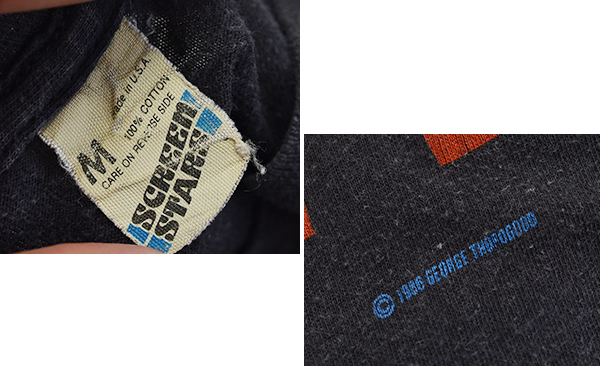 Made in U.S.A.
M 100% COTTON
CARE ON REVERSE SIDE
SCREEN
STARS
© 1986 GEORGE THOROGOOD